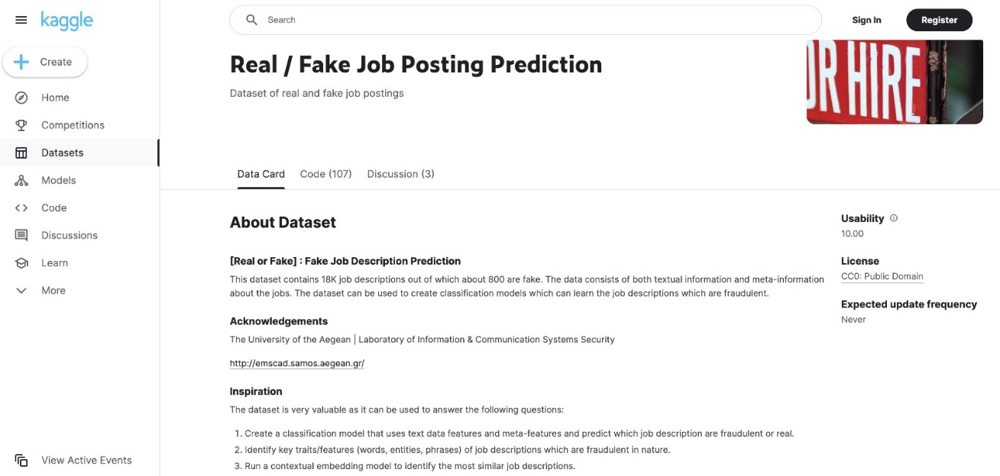 kaggle
Search
Sign In
Register
Create
Home
Competitions
Datasets
Models
Code
Discussions
Learn
More
View Active Events
Real / Fake Job Posting Prediction
Dataset of real and fake job postings
OR HIRE
Data Card Code (107) Discussion (3)
About Dataset
[Real or Fake] : Fake Job Description Prediction
This dataset contains 18K job descriptions out of which about 800 are fake. The data consists of both textual information and meta-information
about the jobs. The dataset can be used to create classification models which can learn the job descriptions which are fraudulent.
Acknowledgements
The University of the Aegean | Laboratory of Information & Communication Systems Security
http://emscad.samos.aegean.gr/
Inspiration
The dataset is very valuable as it can be used to answer the following questions:
1. Create a classification model that uses text data features and meta-features and predict which job description are fraudulent or real.
2. Identify key traits/features (words, entities, phrases) of job descriptions which are fraudulent in nature.
3. Run a contextual embedding model to identify the most similar job descriptions.
Usability
10.00
License
CC0: Public Domain
Expected update frequency
Never